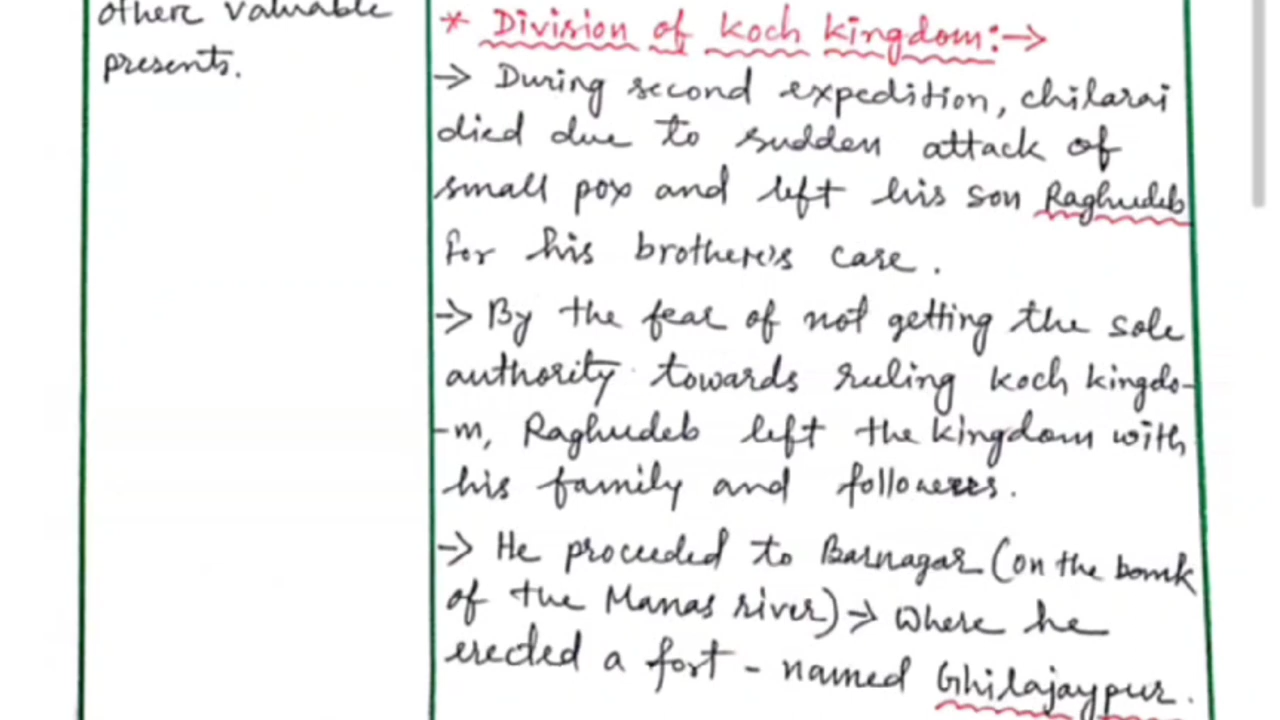 othere valuable
presents.
* Division of Koch Kingdom:→
→ During second expedition, chilarai
died due to sudden attack of
small pox and left his son Raghudeb
for his brothere's care.
→ By the fear of not getting the sole
authority towards ruling Koch kingdo-
-m, Raghudeb left the kingdom with
his family and followers.
→ He proceeded to Barnagar (on the bank
of the Manas river) → Where he
erected a fort - named Ghilajaypur.